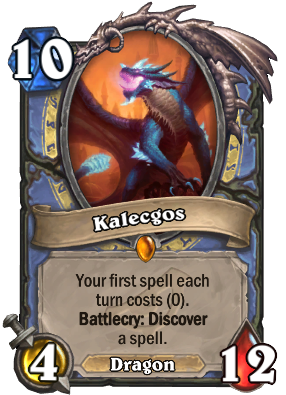 10
Kalecgos
Your first spell each
turn costs (0).
Battlecry: Discover
a spell.
4
Dragon
12